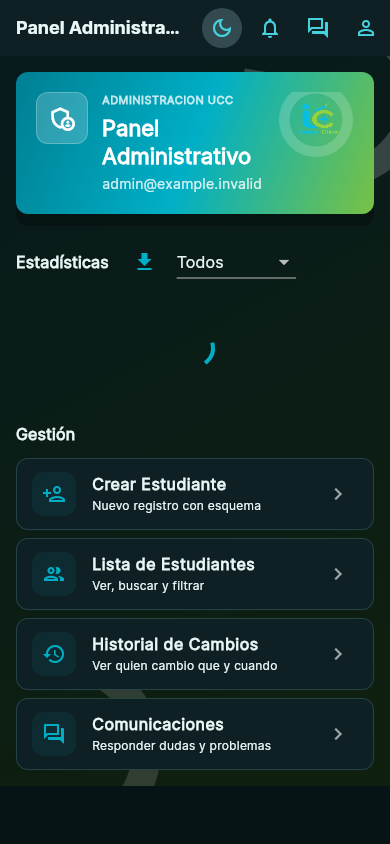 Panel Administra...
ADMINISTRACION UCC
Panel
Administrativo
admin@example.invalid
Estadísticas
Todos
Gestión
Crear Estudiante
Nuevo registro con esquema
Lista de Estudiantes
Ver, buscar y filtrar
Historial de Cambios
Ver quien cambio que y cuando
Comunicaciones
Responder dudas y problemas